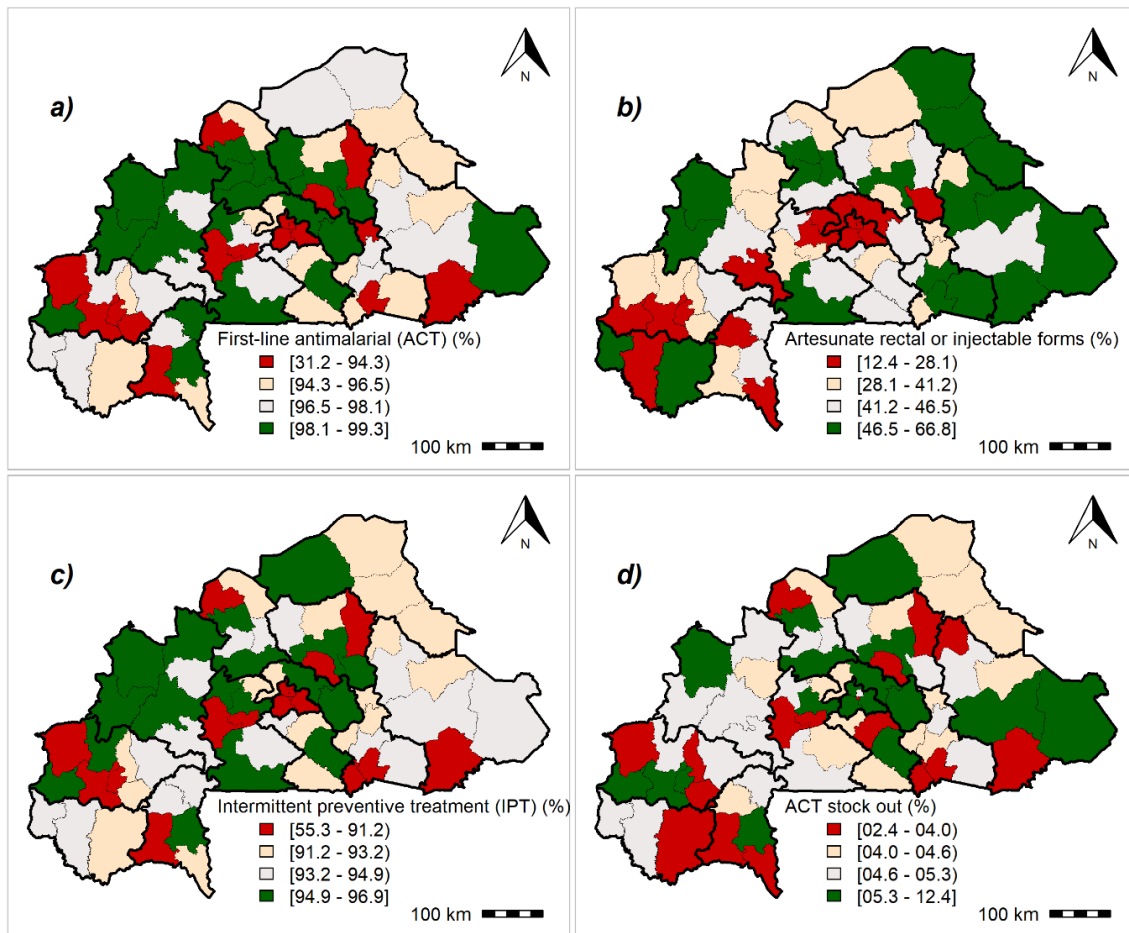 N
a)
First-line antimalarial (ACT) (%)
[31.2 - 94.3)
[94.3 - 96.5)
[96.5 - 98.1)
[98.1 - 99.3]
100 km
N
b)
Artesunate rectal or injectable forms (%)
[12.4 - 28.1)
[28.1 - 41.2)
[41.2 - 46.5)
[46.5 - 66.8]
100 km
N
c)
Intermittent preventive treatment (IPT) (%)
[55.3 - 91.2)
[91.2 - 93.2)
[93.2 - 94.9)
[94.9 - 96.9]
100 km
N
d)
ACT stock out (%)
[02.4 - 04.0)
[04.0 - 04.6)
[04.6 - 05.3)
[05.3 - 12.4]
100 km